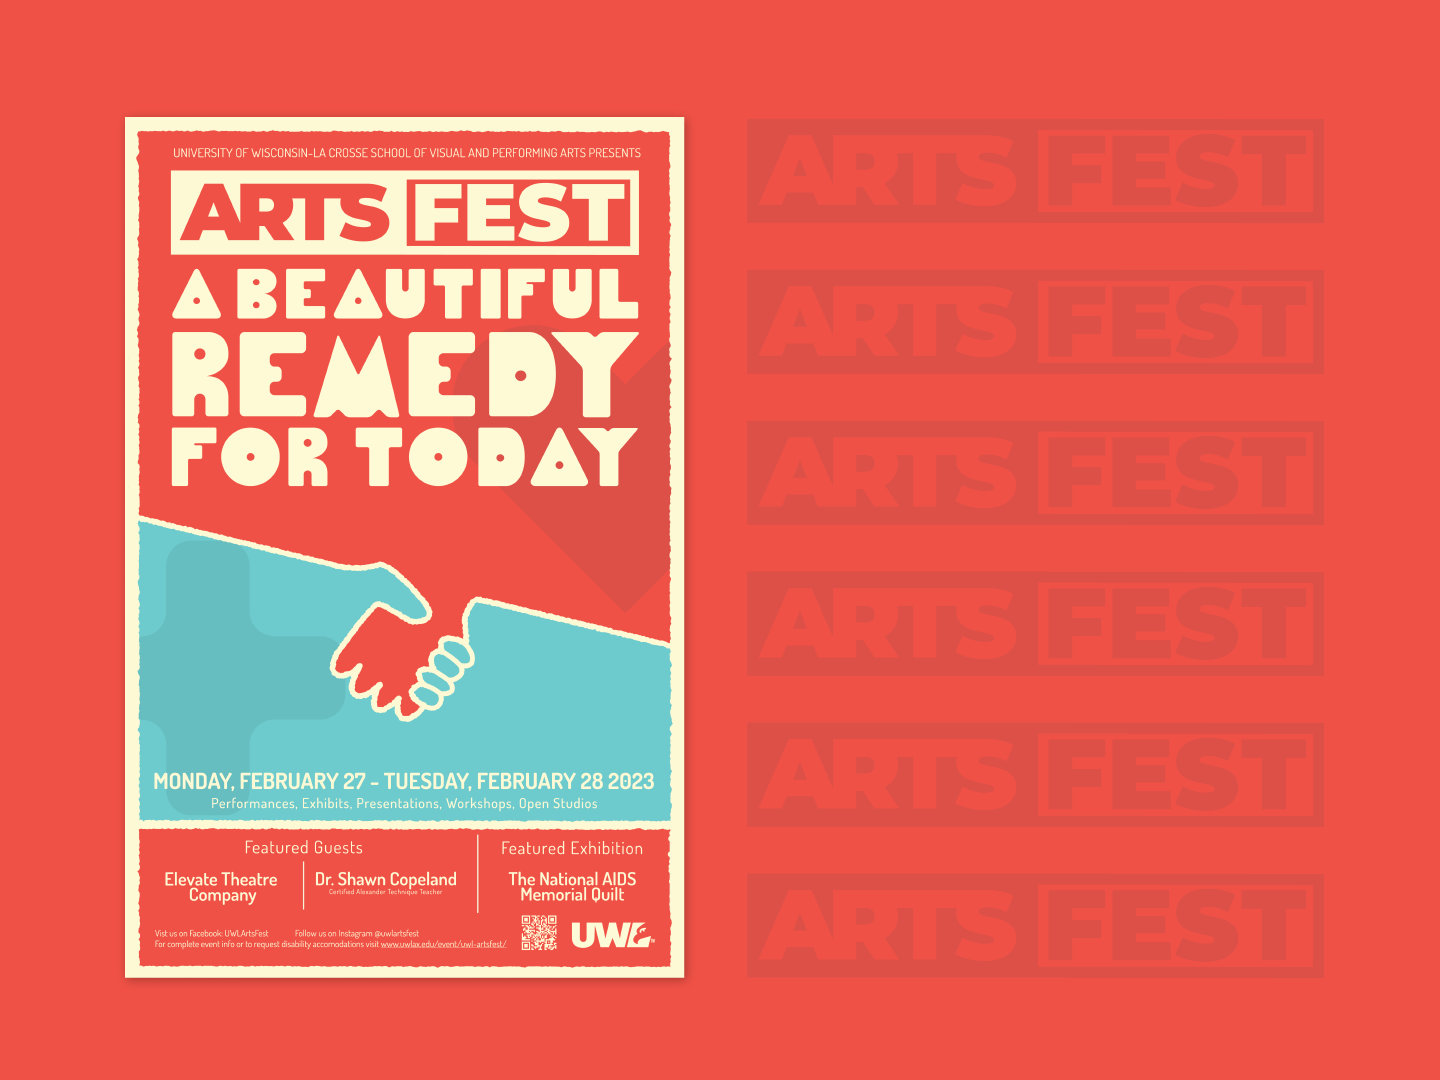 UNIVERSITY OF WISCONSIN-LA CROSSE SCHOOL OF VISUAL AND PERFORMING ARTS PRESENTS
ARTS FEST
A BEAUTIFUL
REMEDY
FOR TODAY
MONDAY, FEBRUARY 27 - TUESDAY, FEBRUARY 28 2023
Performances, Exhibits, Presentations, Workshops, Open Studios
Featured Guests
Elevate Theatre
Company
Dr. Shawn Copeland
Certified Alexander Technique Teacher
Featured Exhibition
The National AIDS
Memorial Quilt
Vist us on Facebook: UWLArtsFest Follow us on Instagram @uwlartsfest
For complete event info or to request disability accomodations visit www.uwlax.edu/event/uwl-artsfest/
UWL
ARTS FEST
ARTS FEST
ARTS FEST
ARTS FEST
ARTS FEST
ARTS FEST